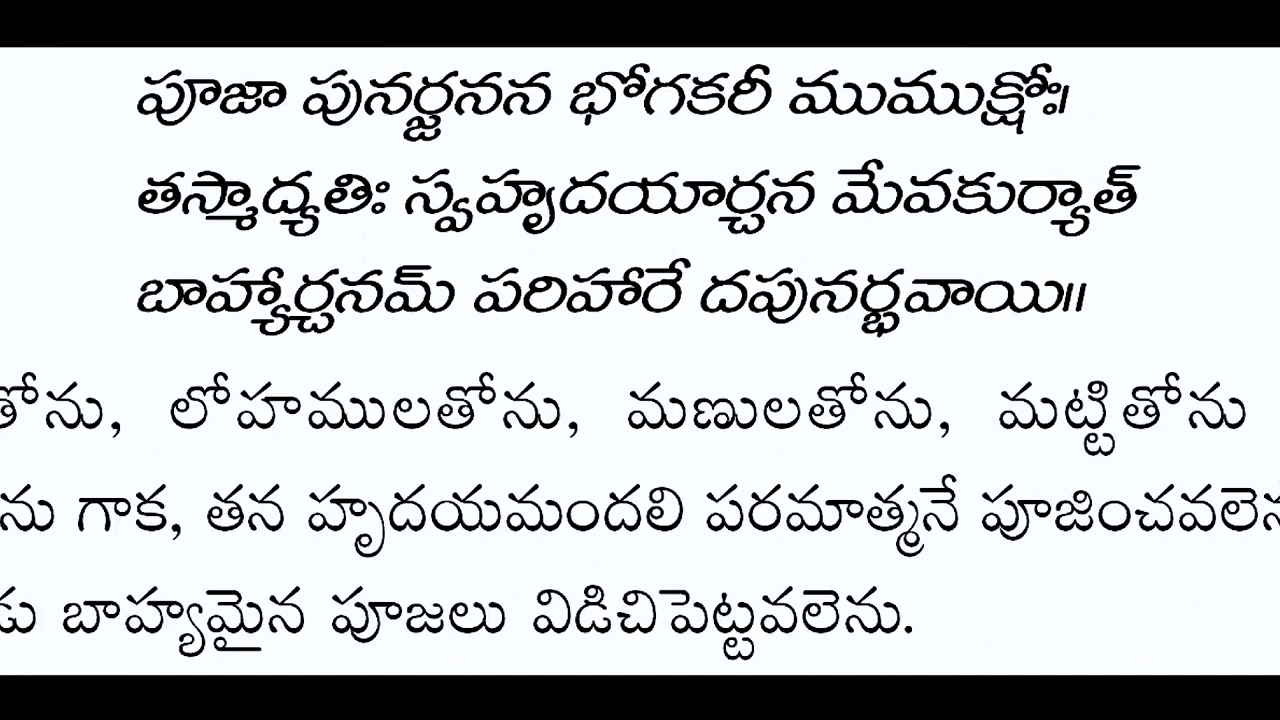 పూజా పునర్జనన భోగకరీ ముముక్షోః।
తస్మాద్యతిః స్వహృదయార్చన మేవకుర్యాత్
బాహ్యార్చనమ్ పరిహారే దపునర్భవాయి॥
తోను, లోహములతోను, మణులతోను, మట్టితోను
ను గాక, తన హృదయమందలి పరమాత్మనే పూజించవలెన
డు బాహ్యమైన పూజలు విడిచిపెట్టవలెను.